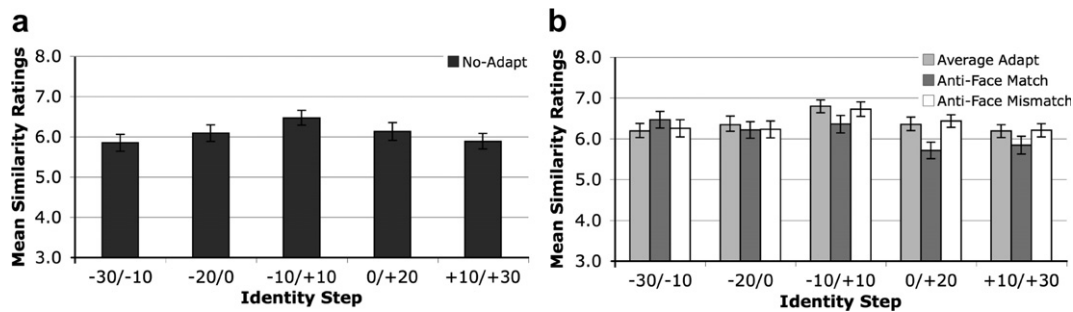 a
Mean Similarity Ratings
8.0
7.0
6.0
5.0
4.0
3.0
No-Adapt
-30/-10 -20/0 -10/+10 0/+20 +10/+30
Identity Step
b
Mean Similarity Ratings
8.0
7.0
6.0
5.0
4.0
3.0
Average Adapt
Anti-Face Match
Anti-Face Mismatch
-30/-10 -20/0 -10/+10 0/+20 +10/+30
Identity Step